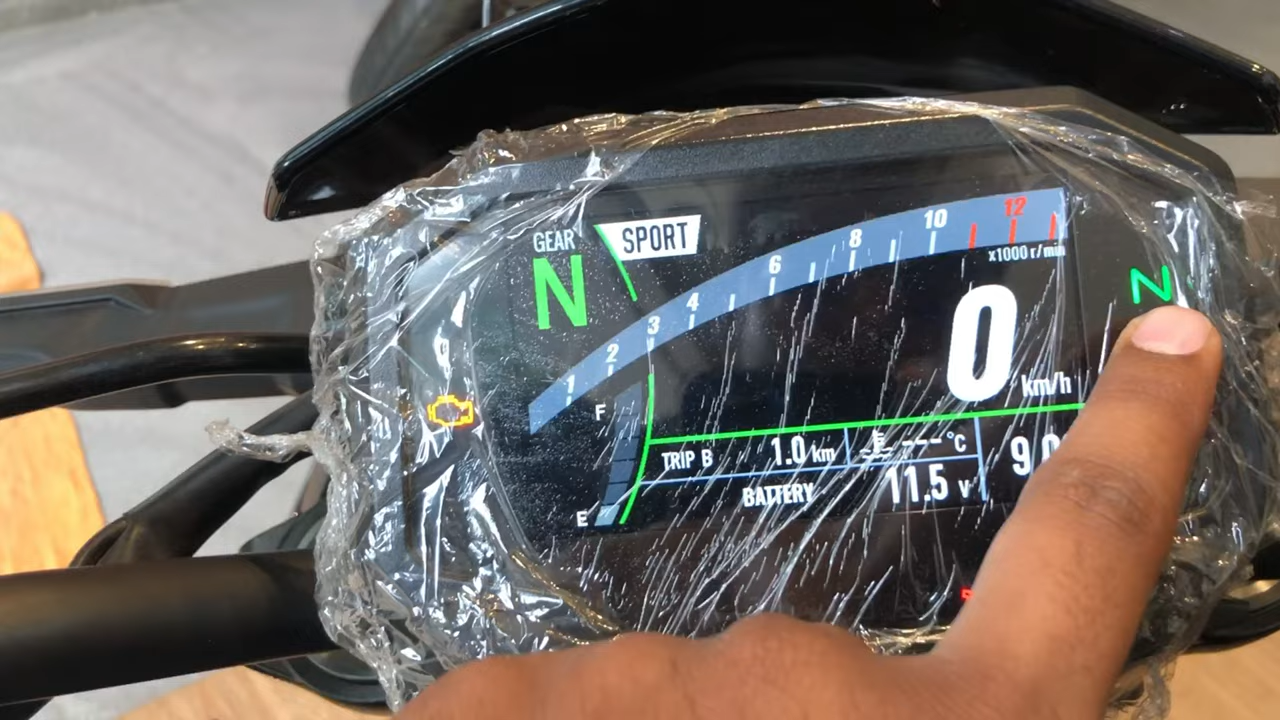 GEAR
SPORT
N
N
1 2 3 4 6 8 10 12
x1000 r/min
0 km/h
F
TRIP B 1.0 km --- °C
E BATTERY 11.5 v